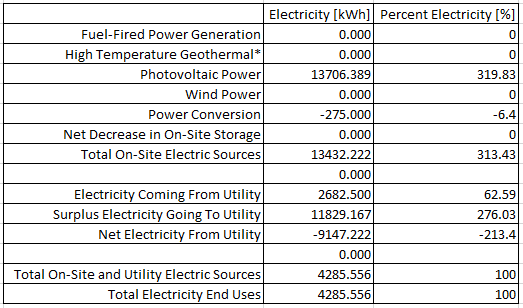 Electricity [kWh] Percent Electricity [%]
Fuel-Fired Power Generation 0.000 0
High Temperature Geothermal* 0.000 0
Photovoltaic Power 13706.389 319.83
Wind Power 0.000 0
Power Conversion -275.000 -6.4
Net Decrease in On-Site Storage 0.000 0
Total On-Site Electric Sources 13432.222 313.43
0.000
Electricity Coming From Utility 2682.500 62.59
Surplus Electricity Going To Utility 11829.167 276.03
Net Electricity From Utility -9147.222 -213.4
0.000
Total On-Site and Utility Electric Sources 4285.556 100
Total Electricity End Uses 4285.556 100